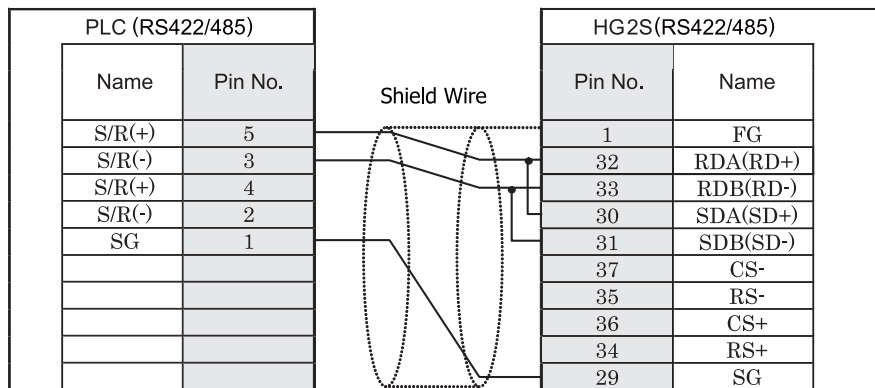 PLC (RS422/485)
HG2S(RS422/485)
Name Pin No.
Shield Wire
Pin No. Name
S/R(+) 5
1 FG
S/R(-) 3
32 RDA(RD+)
S/R(+) 4
33 RDB(RD-)
S/R(-) 2
30 SDA(SD+)
SG 1
31 SDB(SD-)
37 CS-
35 RS-
36 CS+
34 RS+
29 SG